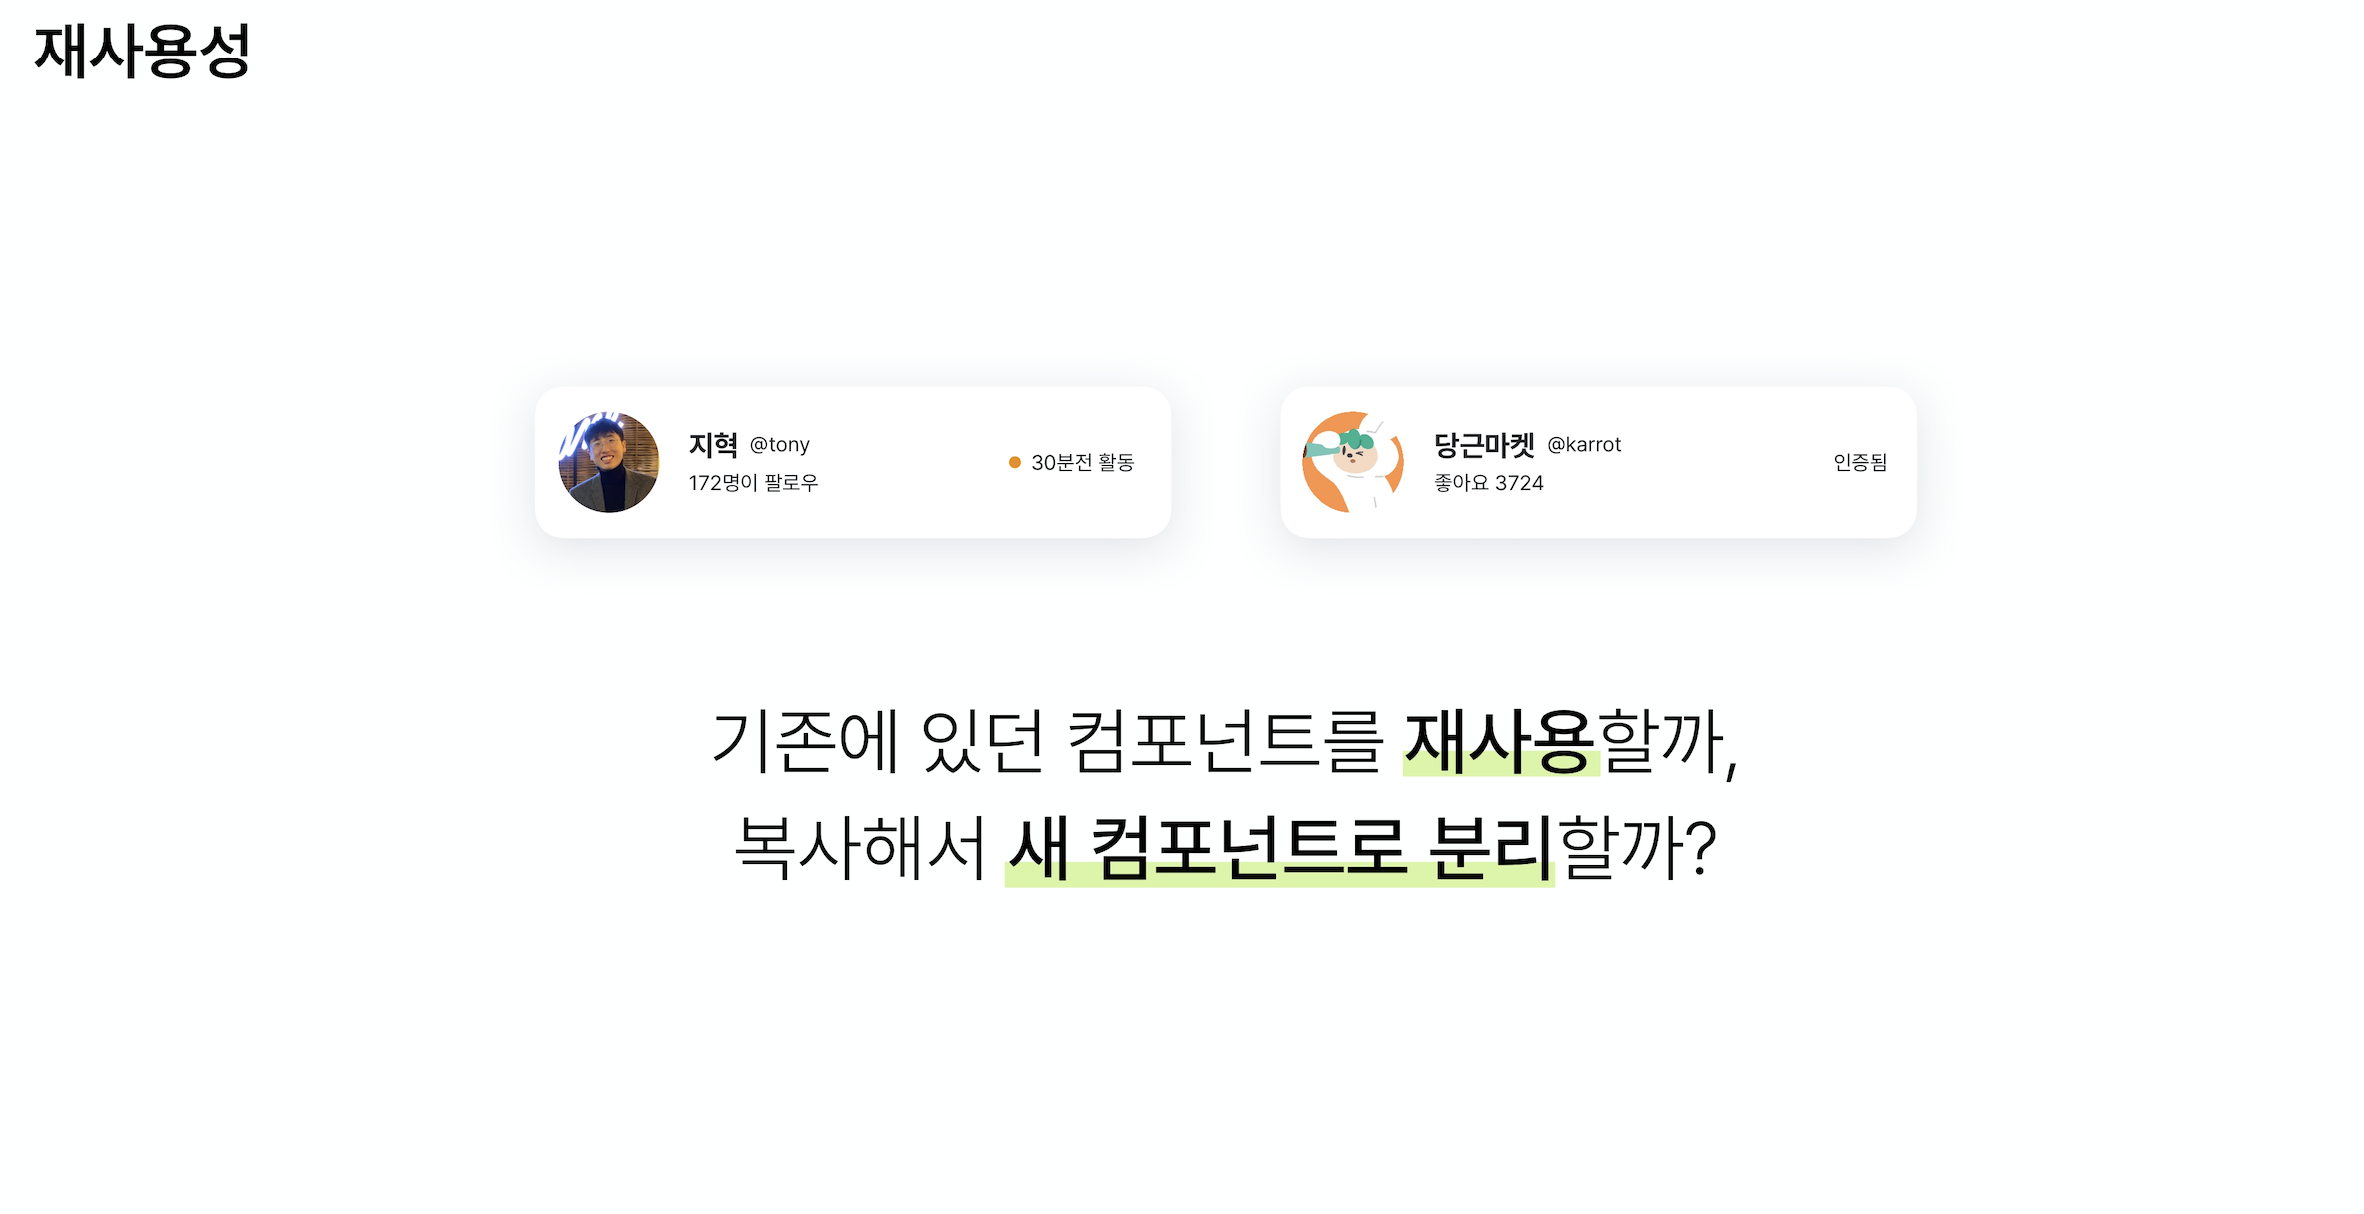 재사용성
지혁 @tony
172명이 팔로우
30분전 활동
당근마켓 @karrot
좋아요 3724
인증됨
기존에 있던 컴포넌트를 재사용할까,
복사해서 새 컴포넌트로 분리할까?